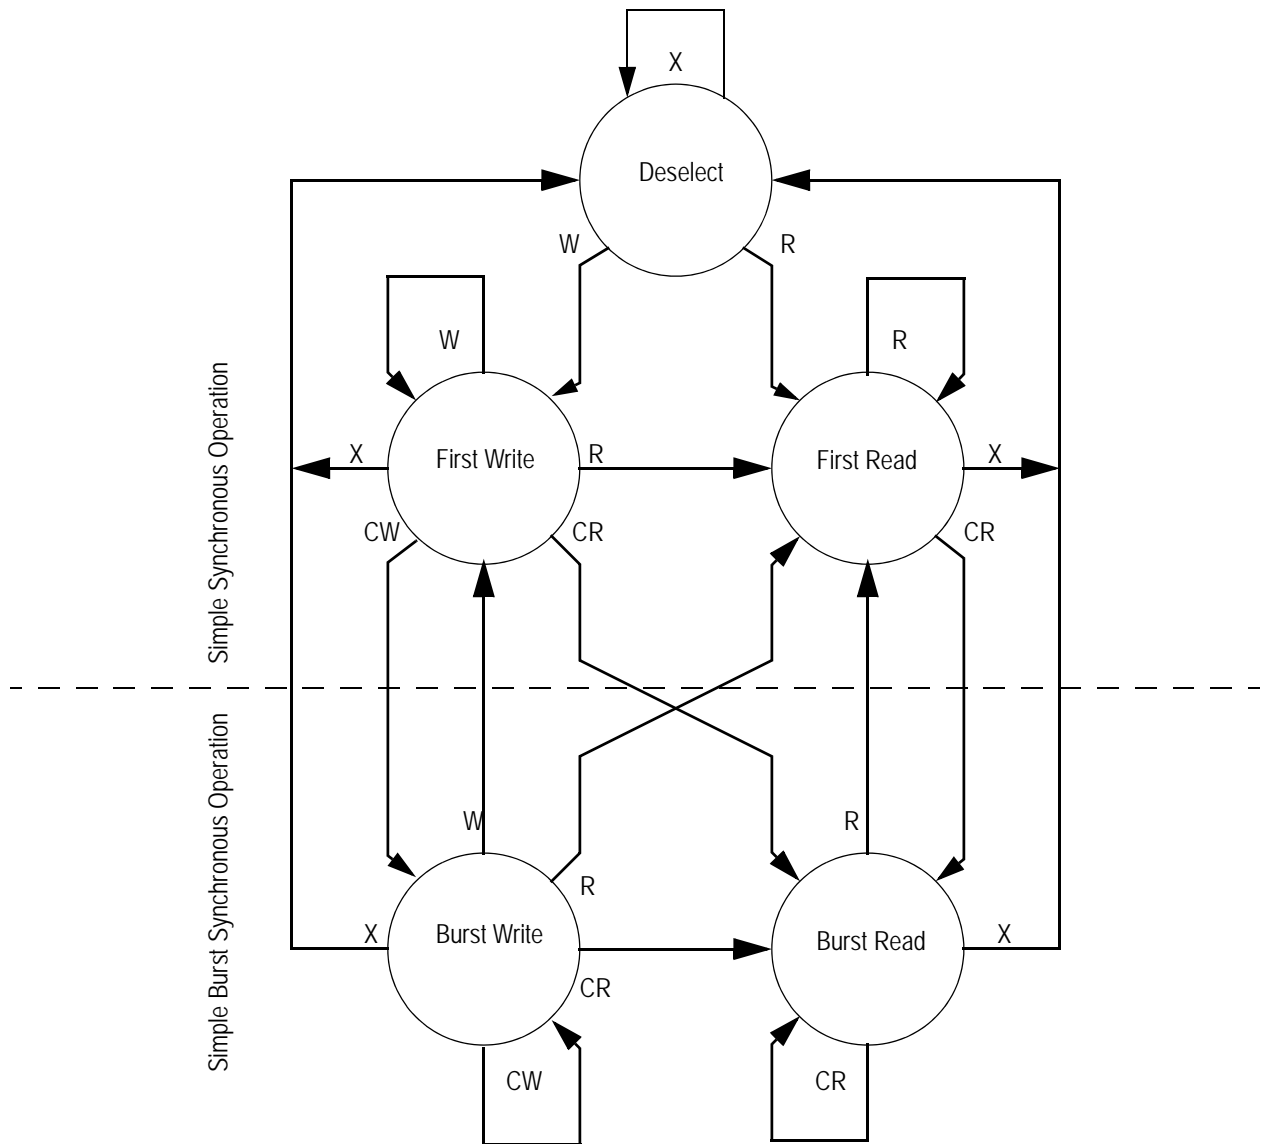 X
Deselect
W
R
W
R
Simple Synchronous Operation
X
First Write
R
First Read
X
CW
CR
CR
Simple Burst Synchronous Operation
W
R
R
X
Burst Write
Burst Read
X
CR
CW
CR